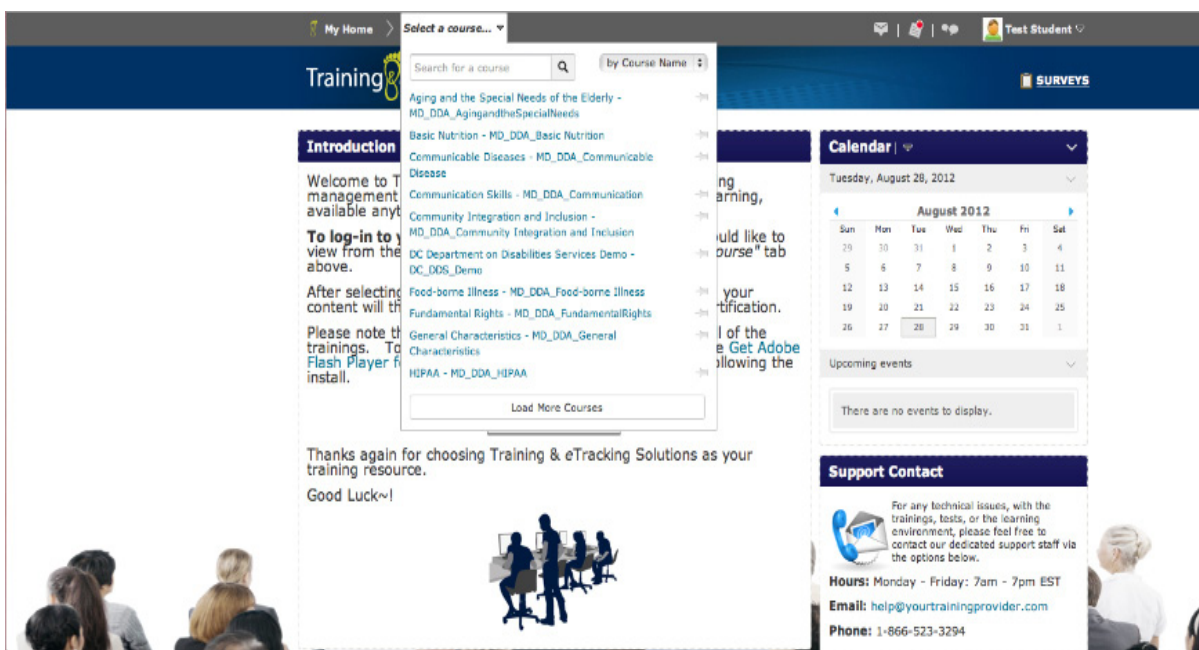 My Home
Select a course...
Test Student
Training
SURVEYS
Search for a course
by Course Name
Aging and the Special Needs of the Elderly -
MD_DDA_AgingandtheSpecialNeeds
Basic Nutrition - MD_DDA_Basic Nutrition
Communicable Diseases - MD_DDA_Communicable
Disease
Communication Skills - MD_DDA_Communication
Community Integration and Inclusion -
MD_DDA_Community Integration and Inclusion
DC Department on Disabilities Services Demo -
DC_DDS_Demo
Food-borne Illness - MD_DDA_Food-borne Illness
Fundamental Rights - MD_DDA_FundamentalRights
General Characteristics - MD_DDA_General
Characteristics
HIPAA - MD_DDA_HIPAA
Load More Courses
Introduction
Welcome to T ng
management arning,
available anyt
To log-in to y uld like to
view from the ourse" tab
above.
After selecting your
content will th tification.
Please note th l of the
trainings. To e Get Adobe
Flash Player f ollowing the
install.
Thanks again for choosing Training & eTracking Solutions as your
training resource.
Good Luck~!
Calendar |
Tuesday, August 28, 2012
August 2012
Sun Mon Tue Wed Thu Fri Sat
29 30 31 1 2 3 4
5 6 7 8 9 10 11
12 13 14 15 16 17 18
19 20 21 22 23 24 25
26 27 28 29 30 31 1
Upcoming events
There are no events to display.
Support Contact
For any technical issues, with the
trainings, tests, or the learning
environment, please feel free to
contact our dedicated support staff via
the options below.
Hours: Monday - Friday: 7am - 7pm EST
Email: help@yourtrainingprovider.com
Phone: 1-866-523-3294